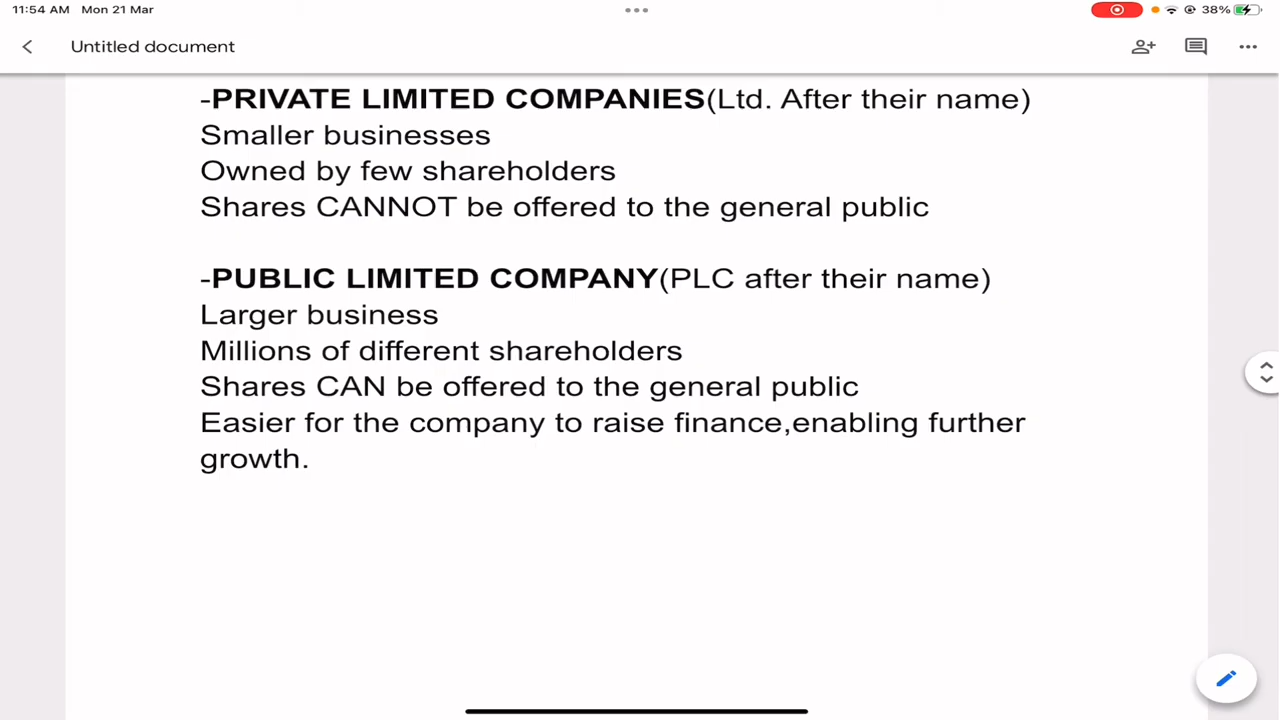 11:54 AM Mon 21 Mar
38%
Untitled document
-PRIVATE LIMITED COMPANIES(Ltd. After their name)
Smaller businesses
Owned by few shareholders
Shares CANNOT be offered to the general public
-PUBLIC LIMITED COMPANY(PLC after their name)
Larger business
Millions of different shareholders
Shares CAN be offered to the general public
Easier for the company to raise finance,enabling further
growth.